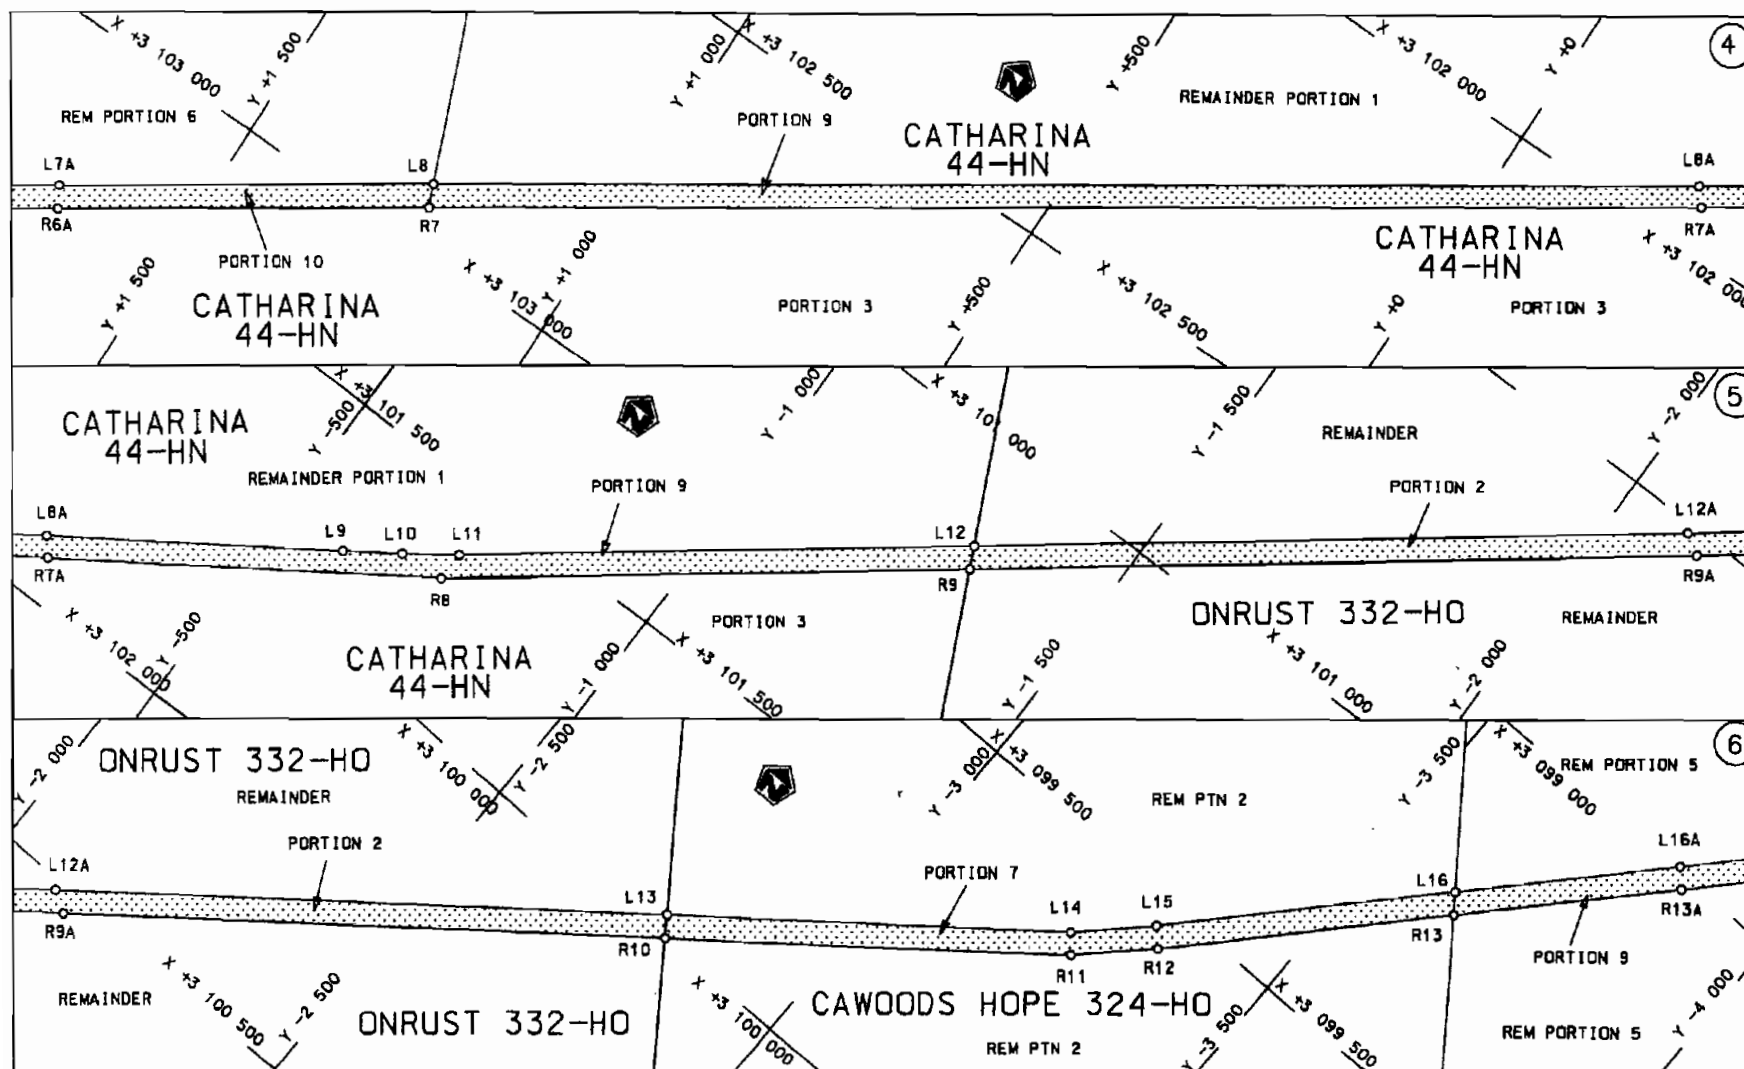 X +3 103 000
Y +1 500
Y +1 000
X +3 102 500
Y +500
X +3 102 000
Y +0
4
REM PORTION 6
PORTION 9
REMAINDER PORTION 1
CATHARINA
44-HN
L7A
L8
L8A
R6A
R7
R7A
PORTION 10
CATHARINA
44-HN
Y +1 500
X +3 103 000
Y +1 000
PORTION 3
Y +500
X +3 102 500
Y +0
CATHARINA
44-HN
PORTION 3
X +3 102 000
CATHARINA
44-HN
Y -500
X +3 101 500
Y -1 000
X +3 101 000
Y -1 500
REMAINDER
Y -2 000
5
REMAINDER PORTION 1
PORTION 9
PORTION 2
L8A
L9
L10
L11
L12
L12A
R7A
R8
R9
R9A
X +3 102 000
Y -500
CATHARINA
44-HN
Y -1 000
X +3 101 500
PORTION 3
Y -1 500
ONRUST 332-HO
REMAINDER
X +3 101 000
Y -2 000
Y -2 000
ONRUST 332-HO
REMAINDER
X +3 100 000
Y -2 500
Y -3 000
X +3 099 500
REM PTN 2
Y -3 500
X +3 099 000
REM PORTION 5
6
PORTION 2
PORTION 7
L12A
L13
L14
L15
L16
L16A
R9A
R10
R11
R12
R13
R13A
PORTION 9
REMAINDER
X +3 100 500
Y -2 500
ONRUST 332-HO
X +3 100 000
CAWOODS HOPE 324-HO
REM PTN 2
Y -3 500
X +3 099 500
REM PORTION 5
Y -4 000